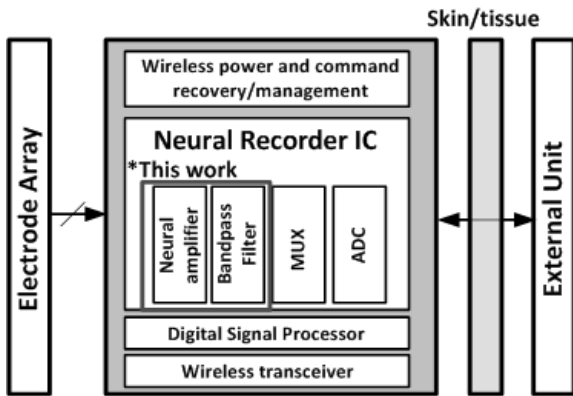 Skin/tissue
Electrode Array
Wireless power and command
recovery/management
Neural Recorder IC
*This work
Neural
amplifier
Bandpass
Filter
MUX
ADC
Digital Signal Processor
Wireless transceiver
External Unit